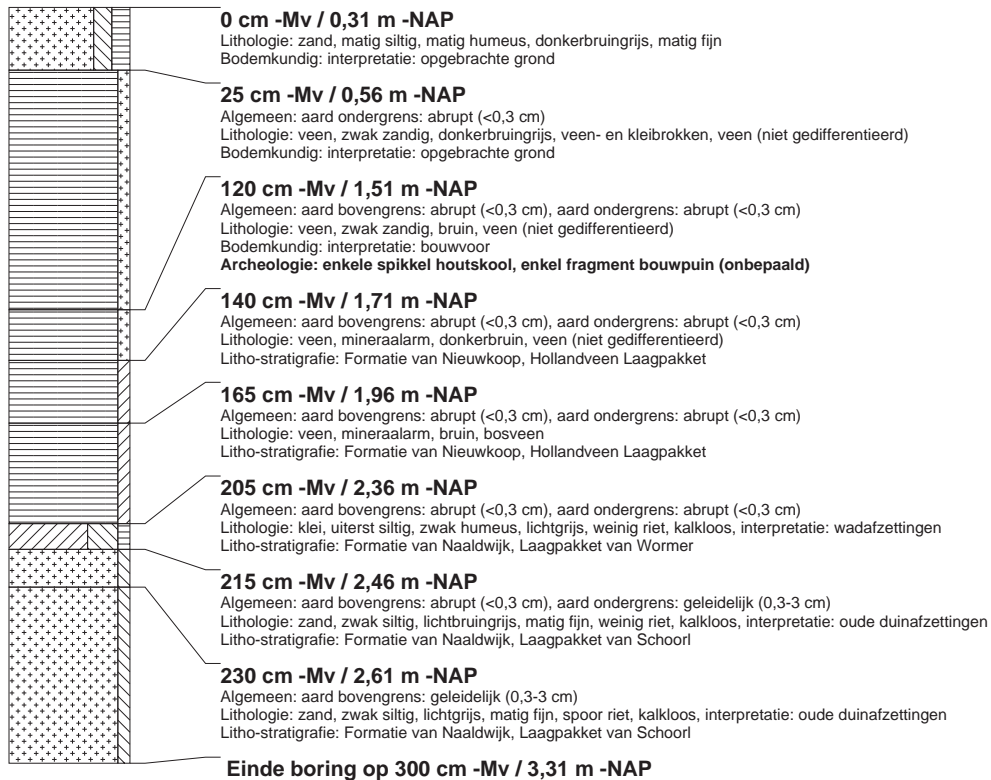 0 cm -Mv / 0,31 m -NAP
Lithologie: zand, matig siltig, matig humeus, donkerbruingrijs, matig fijn
Bodemkundig: interpretatie: opgebrachte grond
25 cm -Mv / 0,56 m -NAP
Algemeen: aard ondergrens: abrupt (<0,3 cm)
Lithologie: veen, zwak zandig, donkerbruingrijs, veen- en kleibrokken, veen (niet gedifferentieerd)
Bodemkundig: interpretatie: opgebrachte grond
120 cm -Mv / 1,51 m -NAP
Algemeen: aard bovengrens: abrupt (<0,3 cm), aard ondergrens: abrupt (<0,3 cm)
Lithologie: veen, zwak zandig, bruin, veen (niet gedifferentieerd)
Bodemkundig: interpretatie: bouwvoor
Archeologie: enkele spikkel houtskool, enkel fragment bouwpuin (onbepaald)
140 cm -Mv / 1,71 m -NAP
Algemeen: aard bovengrens: abrupt (<0,3 cm), aard ondergrens: abrupt (<0,3 cm)
Lithologie: veen, mineraalarm, donkerbruin, veen (niet gedifferentieerd)
Litho-stratigrafie: Formatie van Nieuwkoop, Hollandveen Laagpakket
165 cm -Mv / 1,96 m -NAP
Algemeen: aard bovengrens: abrupt (<0,3 cm), aard ondergrens: abrupt (<0,3 cm)
Lithologie: veen, mineraalarm, bruin, bosveen
Litho-stratigrafie: Formatie van Nieuwkoop, Hollandveen Laagpakket
205 cm -Mv / 2,36 m -NAP
Algemeen: aard bovengrens: abrupt (<0,3 cm), aard ondergrens: abrupt (<0,3 cm)
Lithologie: klei, uiterst siltig, zwak humeus, lichtgrijs, weinig riet, kalkloos, interpretatie: wadafzettingen
Litho-stratigrafie: Formatie van Naaldwijk, Laagpakket van Wormer
215 cm -Mv / 2,46 m -NAP
Algemeen: aard bovengrens: abrupt (<0,3 cm), aard ondergrens: geleidelijk (0,3-3 cm)
Lithologie: zand, zwak siltig, lichtbruingrijs, matig fijn, weinig riet, kalkloos, interpretatie: oude duinafzettingen
Litho-stratigrafie: Formatie van Naaldwijk, Laagpakket van Schoorl
230 cm -Mv / 2,61 m -NAP
Algemeen: aard bovengrens: geleidelijk (0,3-3 cm)
Lithologie: zand, zwak siltig, lichtgrijs, matig fijn, spoor riet, kalkloos, interpretatie: oude duinafzettingen
Litho-stratigrafie: Formatie van Naaldwijk, Laagpakket van Schoorl
Einde boring op 300 cm -Mv / 3,31 m -NAP